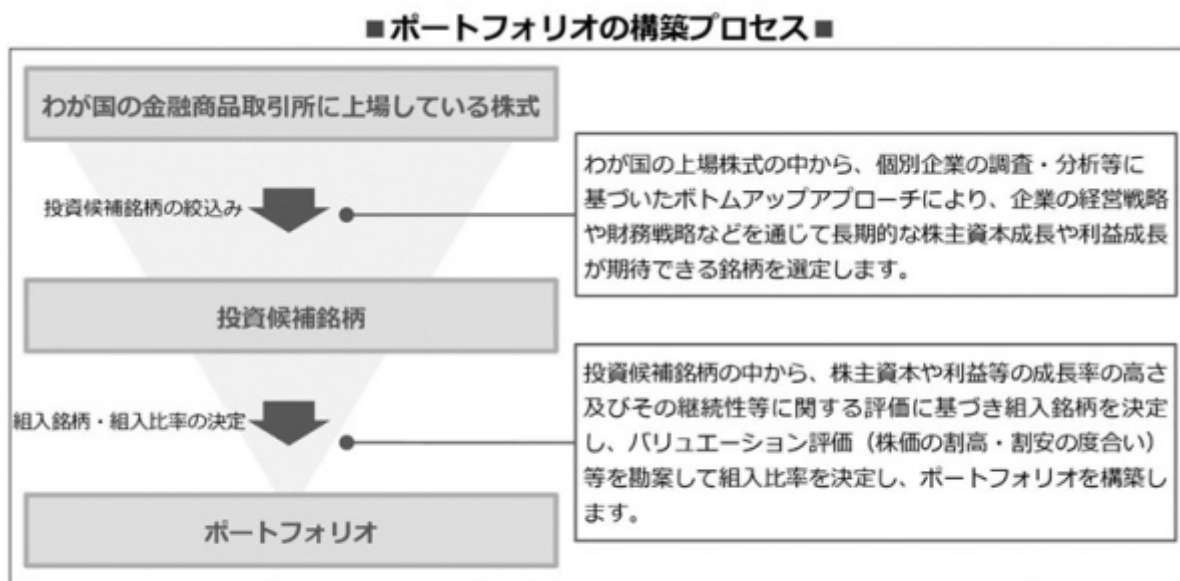 ■ポートフォリオの構築プロセス■
わが国の金融商品取引所に上場している株式
投資候補銘柄の絞込み
わが国の上場株式の中から、個別企業の調査・分析等に
基づいたボトムアップアプローチにより、企業の経営戦略
や財務戦略などを通じて長期的な株主資本成長や利益成長
が期待できる銘柄を選定します。
投資候補銘柄
組入銘柄・組入比率の決定
投資候補銘柄の中から、株主資本や利益等の成長率の高さ
及びその継続性等に関する評価に基づき組入銘柄を決定
し、バリュエーション評価（株価の割高・割安の度合い）
等を勘案して組入比率を決定し、ポートフォリオを構築し
ます。
ポートフォリオ